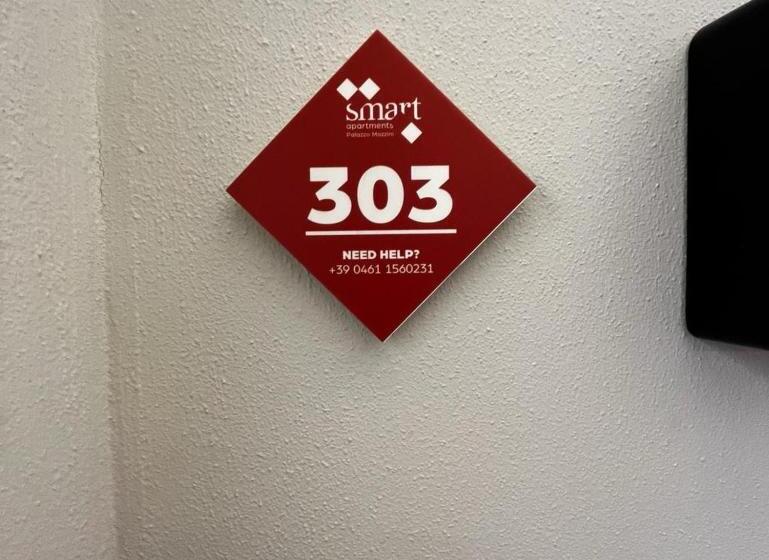 smart
apartments
Palazzo Mazzini
303
NEED HELP?
+39 0461 1560231